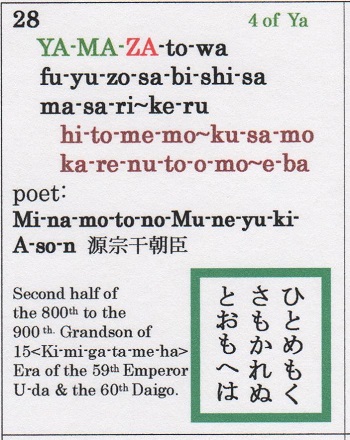 28
4 of Ya
YA-MA-ZA-to-wa
fu-yu-zo-sa-bi-shi-sa
ma-sa-ri~ke-ru
hi-to-me-mo~ku-sa-mo
ka-re-nu-to-o-mo~e-ba
poet:
Mi-na-mo-to-no-Mu-ne-yu-ki-
A-so-n 源宗干朝臣
Second half of
the 800th to the
900 th. Grandson of
15<Ki-mi-ga-ta-me-ha>
Era of the 59th Emperor
U-da & the 60th Daigo.
ひとめもく
さもかれぬ
とおもへは